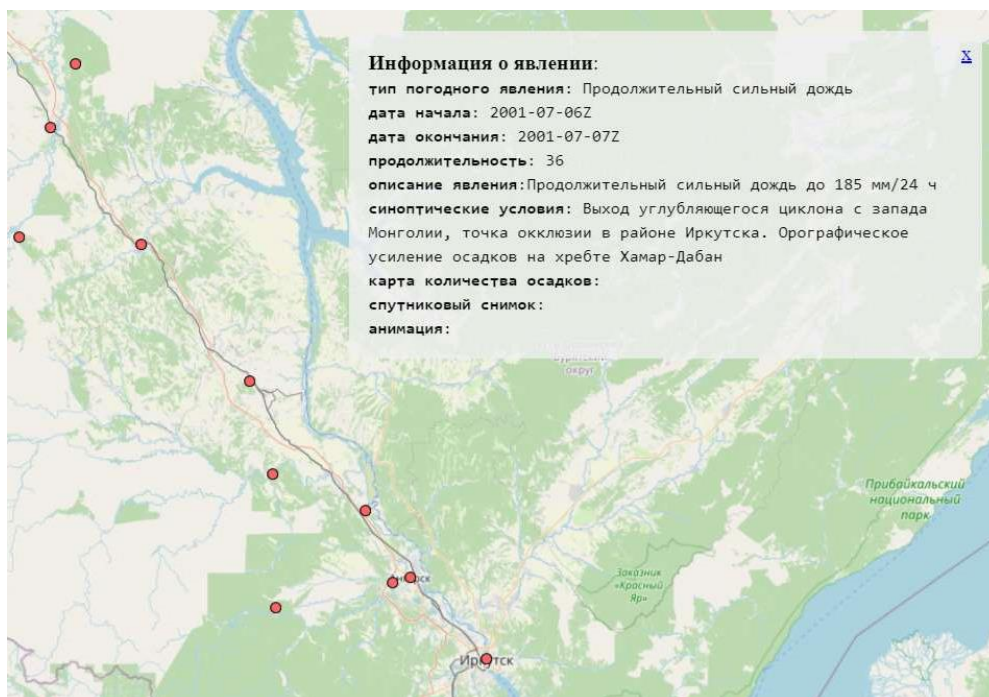 Информация о явлении:
x
тип погодного явления: Продолжительный сильный дождь
дата начала: 2001-07-06Z
дата окончания: 2001-07-07Z
продолжительность: 36
описание явления:Продолжительный сильный дождь до 185 мм/24 ч
синоптические условия: Выход углубляющегося циклона с запада
Монголии, точка окклюзии в районе Иркутска. Орографическое
усиление осадков на хребте Хамар-Дабан
карта количества осадков:
спутниковый снимок:
анимация:
округ
Прибайкальский
национальный
парк
Заказник
«Красный
Яр»
Ангарск
Иркутск